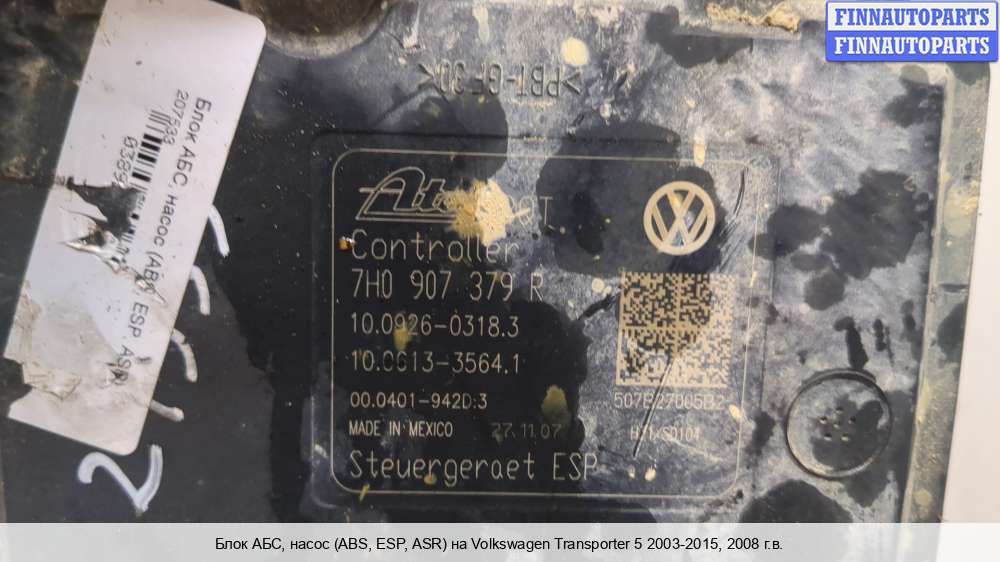 FINNAUTOPARTS
FINNAUTOPARTS
>PBT-GF30<
Блок АБС, насос (ABS, ESP, ASR)
207533
Ate
Controller
7H0 907 379 R
10.0926-0318.3
10.0613-3564.1
00.0401-942D:3
MADE IN MEXICO 27.11.07
507B27005B2
Steuergeraet ESP
Блок АБС, насос (ABS, ESP, ASR) на Volkswagen Transporter 5 2003-2015, 2008 г.в.